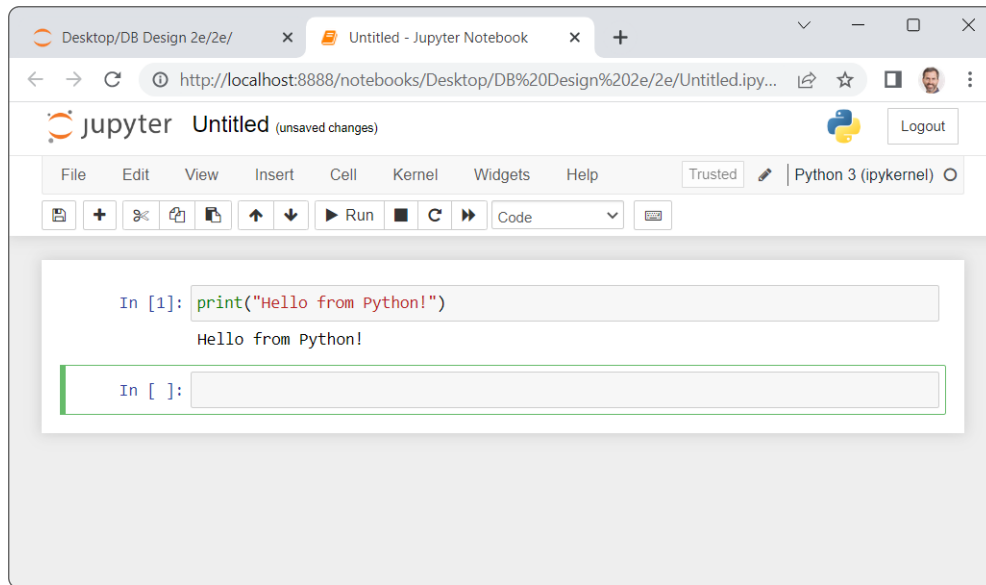 Desktop/DB Design 2e/2e/
Untitled - Jupyter Notebook
http://localhost:8888/notebooks/Desktop/DB%20Design%202e/2e/Untitled.ipy...
jupyter Untitled (unsaved changes)
Logout
File Edit View Insert Cell Kernel Widgets Help Trusted Python 3 (ipykernel)
Run Code
In [1]: print("Hello from Python!")
Hello from Python!
In [ ]: